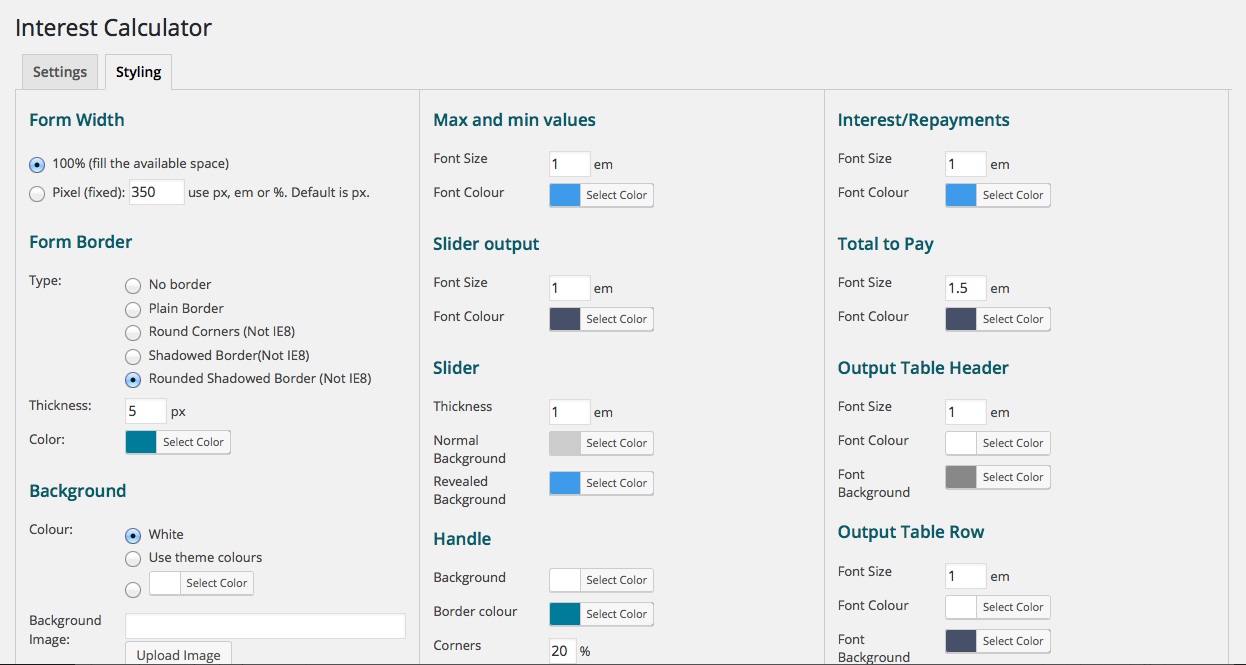 Interest Calculator
Settings
Styling
Form Width
100% (fill the available space)
Pixel (fixed): 350 use px, em or %. Default is px.
Form Border
Type:
No border
Plain Border
Round Corners (Not IE8)
Shadowed Border(Not IE8)
Rounded Shadowed Border (Not IE8)
Thickness: 5 px
Color: Select Color
Background
Colour:
White
Use theme colours
Select Color
Background
Image:
Upload Image
Max and min values
Font Size 1 em
Font Colour Select Color
Slider output
Font Size 1 em
Font Colour Select Color
Slider
Thickness 1 em
Normal
Background Select Color
Revealed
Background Select Color
Handle
Background Select Color
Border colour Select Color
Corners 20 %
Interest/Repayments
Font Size 1 em
Font Colour Select Color
Total to Pay
Font Size 1.5 em
Font Colour Select Color
Output Table Header
Font Size 1 em
Font Colour Select Color
Font
Background Select Color
Output Table Row
Font Size 1 em
Font Colour Select Color
Font
Background Select Color